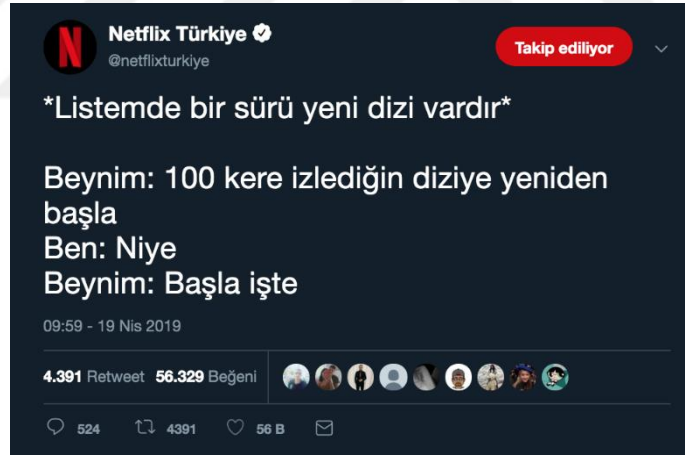 Netflix Türkiye
@netflixturkiye
Takip ediliyor
*Listemde bir sürü yeni dizi vardır*
Beynim: 100 kere izlediğin diziye yeniden
başla
Ben: Niye
Beynim: Başla işte
09:59 - 19 Nis 2019
4.391 Retweet 56.329 Beğeni
524 4391 56 B